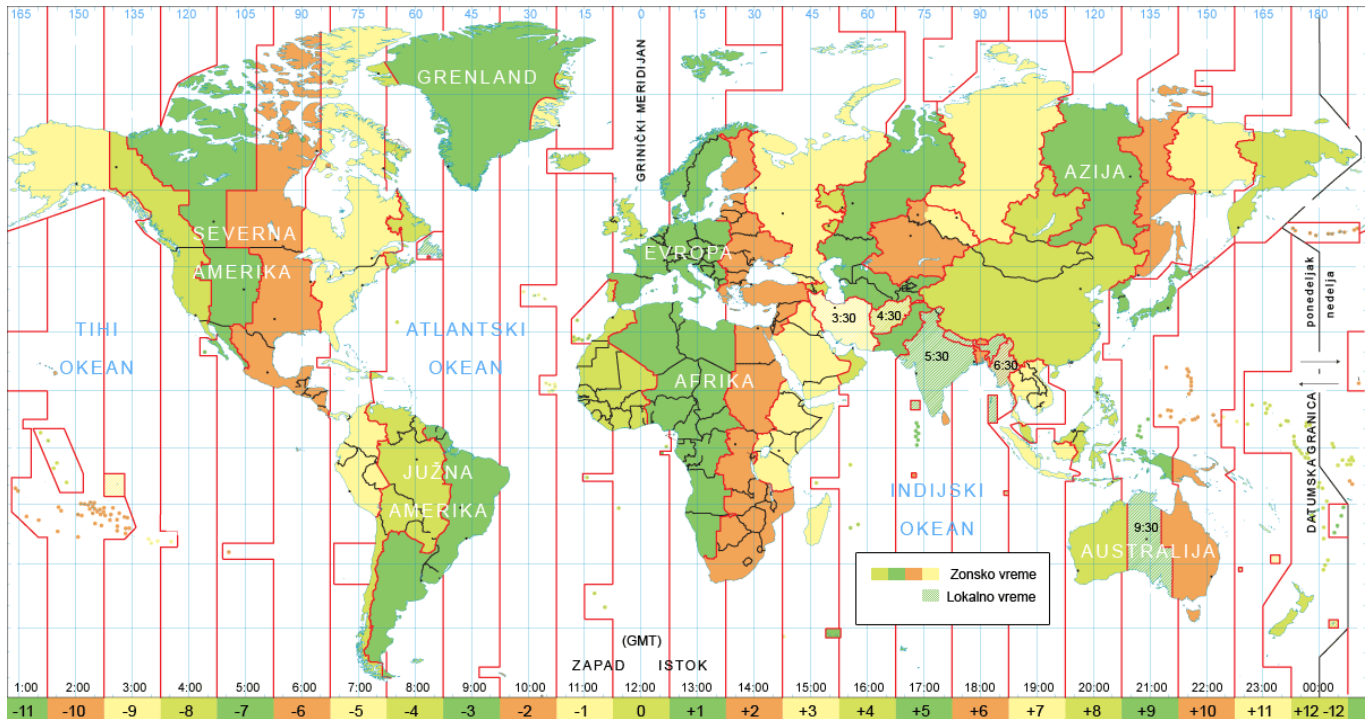 165 180 165 150 135 120 105 90 75 60 45 30 15 0 15 30 45 60 75 90 105 120 135 150 165 180
GRENLAND
GRINIČKI MERIDIJAN
AZIJA
SEVERNA
AMERIKA
EVROPA
ponedeljak
nedelja
TIHI
OKEAN
ATLANTSKI
OKEAN
3:30
4:30
5:30
6:30
AFRIKA
DATUMSKA GRANICA
JUŽNA
AMERIKA
INDIJSKI
OKEAN
9:30
AUSTRALIJA
Zonsko vreme
Lokalno vreme
(GMT)
ZAPAD ISTOK
1:00 2:00 3:00 4:00 5:00 6:00 7:00 8:00 9:00 10:00 11:00 12:00 13:00 14:00 15:00 16:00 17:00 18:00 19:00 20:00 21:00 22:00 23:00 00:00
-11 -10 -9 -8 -7 -6 -5 -4 -3 -2 -1 0 +1 +2 +3 +4 +5 +6 +7 +8 +9 +10 +11 +12 -12